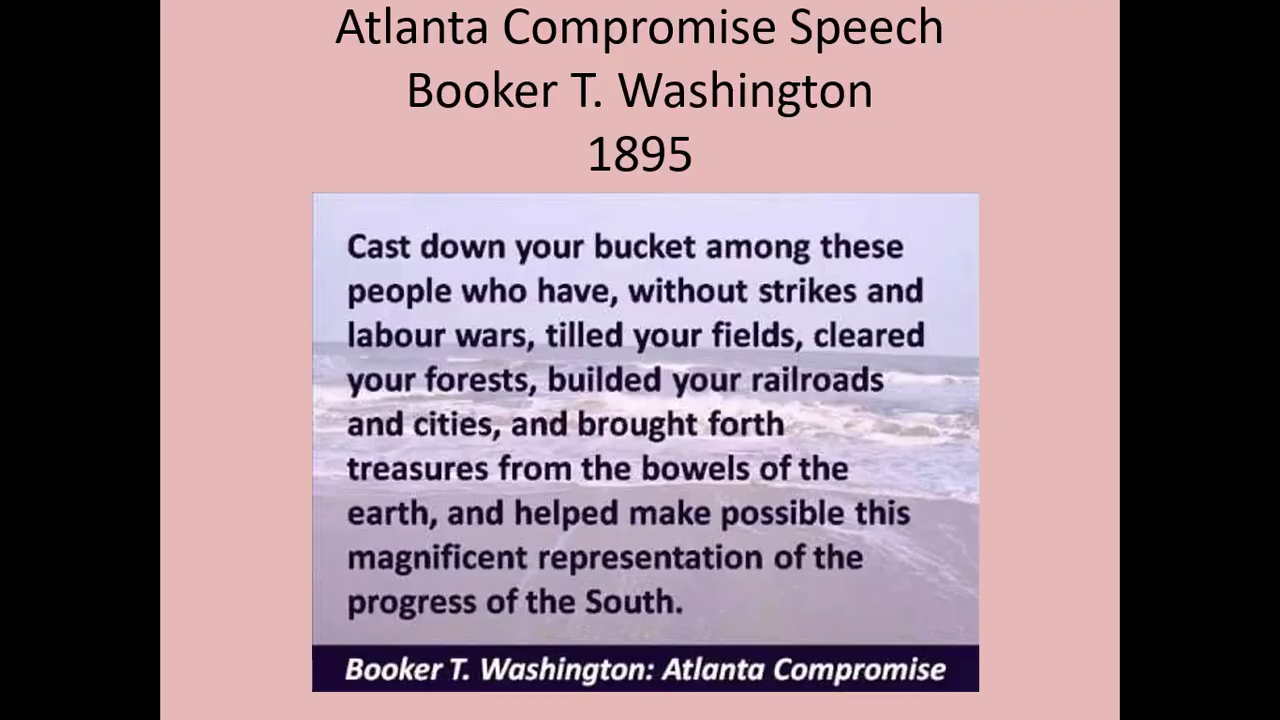 Atlanta Compromise Speech
Booker T. Washington
1895
Cast down your bucket among these
people who have, without strikes and
labour wars, tilled your fields, cleared
your forests, builded your railroads
and cities, and brought forth
treasures from the bowels of the
earth, and helped make possible this
magnificent representation of the
progress of the South.
Booker T. Washington: Atlanta Compromise